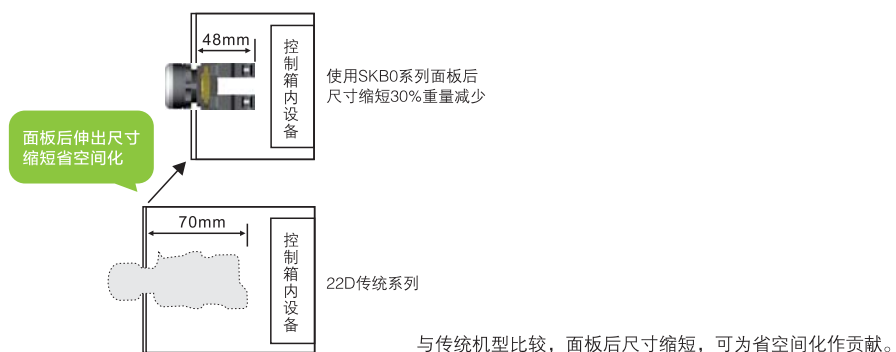 48mm
控制箱内设备
使用SKB0系列面板后
尺寸缩短30%重量减少
面板后伸出尺寸
缩短省空间化
70mm
控制箱内设备
22D传统系列
与传统机型比较，面板后尺寸缩短，可为省空间化作贡献。